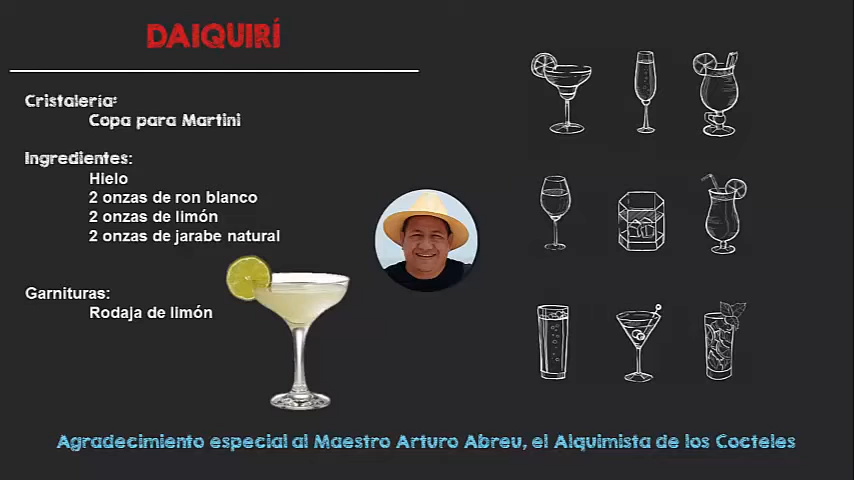 DAIQUIRÍ
Cristalería:
Copa para Martini
Ingredientes:
Hielo
2 onzas de ron blanco
2 onzas de limón
2 onzas de jarabe natural
Garnituras:
Rodaja de limón
Agradecimiento especial al Maestro Arturo Abreu, el Alquimista de los Cocteles